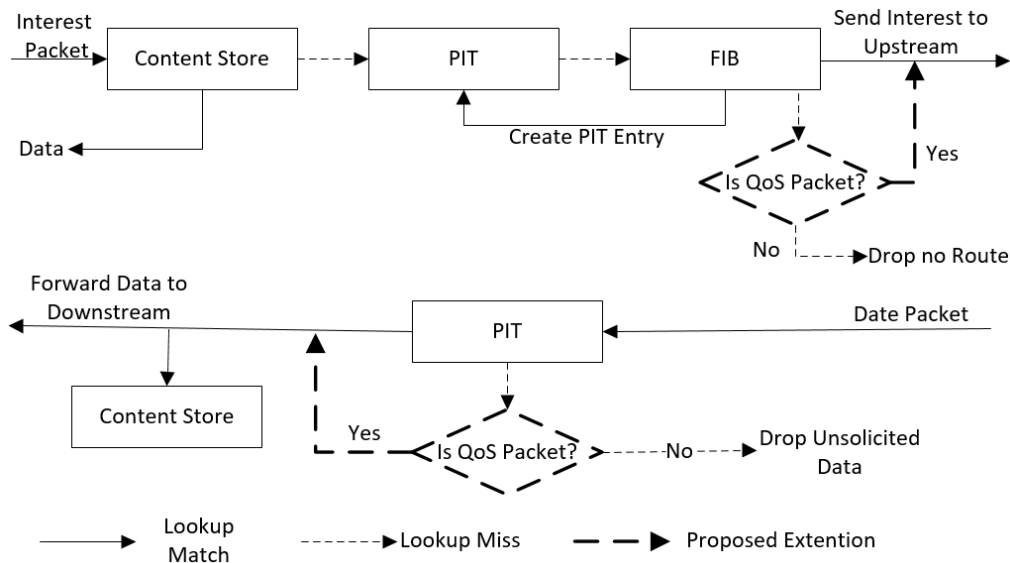 Interest
Packet
Content Store
PIT
FIB
Send Interest to
Upstream
Data
Create PIT Entry
Is QoS Packet?
Yes
No
Drop no Route
Forward Data to
Downstream
PIT
Date Packet
Content Store
Yes
Is QoS Packet?
No
Drop Unsolicited
Data
Lookup
Match
Lookup Miss
Proposed Extention